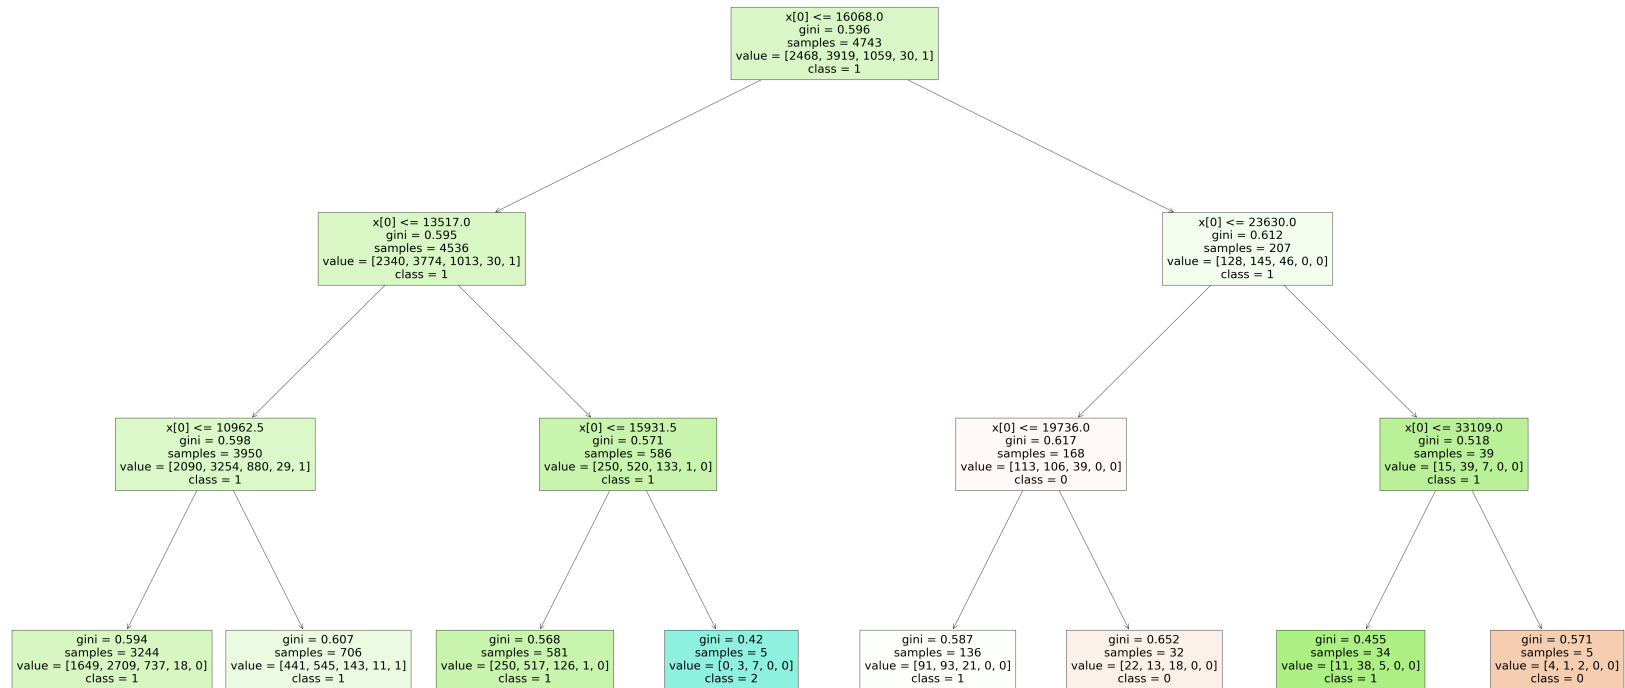 x[0] <= 16068.0
gini = 0.596
samples = 4743
value = [2468, 3919, 1059, 30, 1]
class = 1
x[0] <= 13517.0
gini = 0.595
samples = 4536
value = [2340, 3774, 1013, 30, 1]
class = 1
x[0] <= 23630.0
gini = 0.612
samples = 207
value = [128, 145, 46, 0, 0]
class = 1
x[0] <= 10962.5
gini = 0.598
samples = 3950
value = [2090, 3254, 880, 29, 1]
class = 1
x[0] <= 15931.5
gini = 0.571
samples = 586
value = [250, 520, 133, 1, 0]
class = 1
x[0] <= 19736.0
gini = 0.617
samples = 168
value = [113, 106, 39, 0, 0]
class = 0
x[0] <= 33109.0
gini = 0.518
samples = 39
value = [15, 39, 7, 0, 0]
class = 1
gini = 0.594
samples = 3244
value = [1649, 2709, 737, 18, 0]
class = 1
gini = 0.607
samples = 706
value = [441, 545, 143, 11, 1]
class = 1
gini = 0.568
samples = 581
value = [250, 517, 126, 1, 0]
class = 1
gini = 0.42
samples = 5
value = [0, 3, 7, 0, 0]
class = 2
gini = 0.587
samples = 136
value = [91, 93, 21, 0, 0]
class = 1
gini = 0.652
samples = 32
value = [22, 13, 18, 0, 0]
class = 0
gini = 0.455
samples = 34
value = [11, 38, 5, 0, 0]
class = 1
gini = 0.571
samples = 5
value = [4, 1, 2, 0, 0]
class = 0